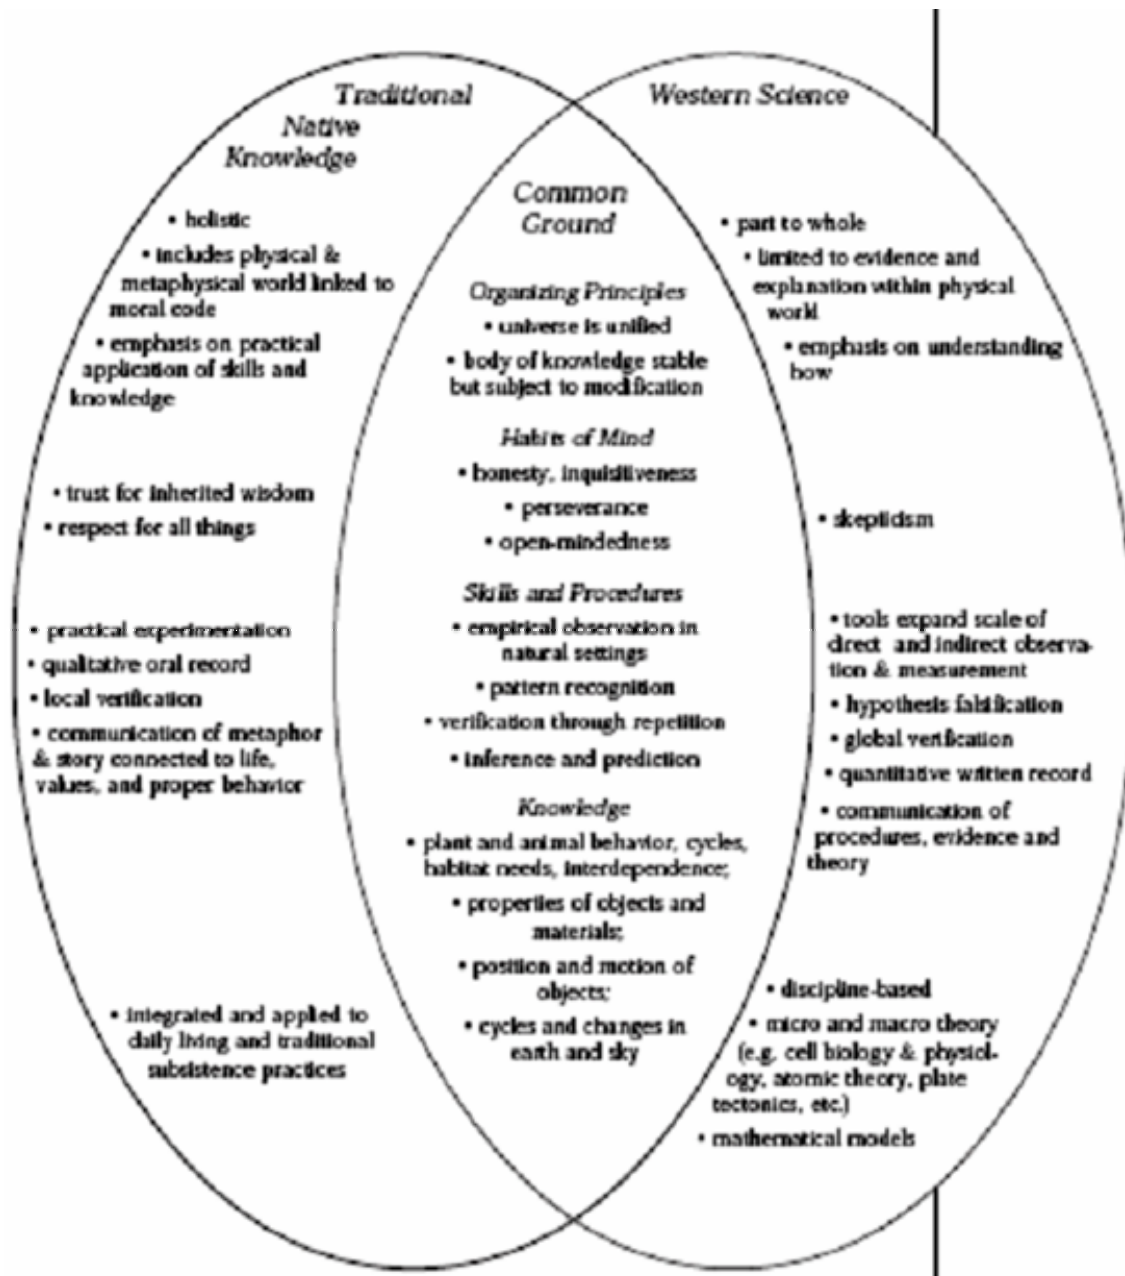 Traditional
Native
Knowledge
• holistic
• includes physical &
metaphysical world linked to
moral code
• emphasis on practical
application of skills and
knowledge
• trust for inherited wisdom
• respect for all things
• practical experimentation
• qualitative oral record
• local verification
• communication of metaphor
& story connected to life,
values, and proper behavior
• integrated and applied to
daily living and traditional
subsistence practices
Common
Ground
Organizing Principles
• universe is unified
• body of knowledge stable
but subject to modification
Habits of Mind
• honesty, inquisitiveness
• perseverance
• open-mindedness
Skills and Procedures
• empirical observation in
natural settings
• pattern recognition
• verification through repetition
• inference and prediction
Knowledge
• plant and animal behavior, cycles,
habitat needs, interdependence;
• properties of objects and
materials;
• position and motion of
objects;
• cycles and changes in
earth and sky
Western Science
• part to whole
• limited to evidence and
explanation within physical
world
• emphasis on understanding
how
• skepticism
• tools expand scale of
direct and indirect observa-
tion & measurement
• hypothesis falsification
• global verification
• quantitative written record
• communication of
procedures, evidence and
theory
• discipline-based
• micro and macro theory
(e.g. cell biology & physiol-
ogy, atomic theory, plate
tectonics, etc.)
• mathematical models